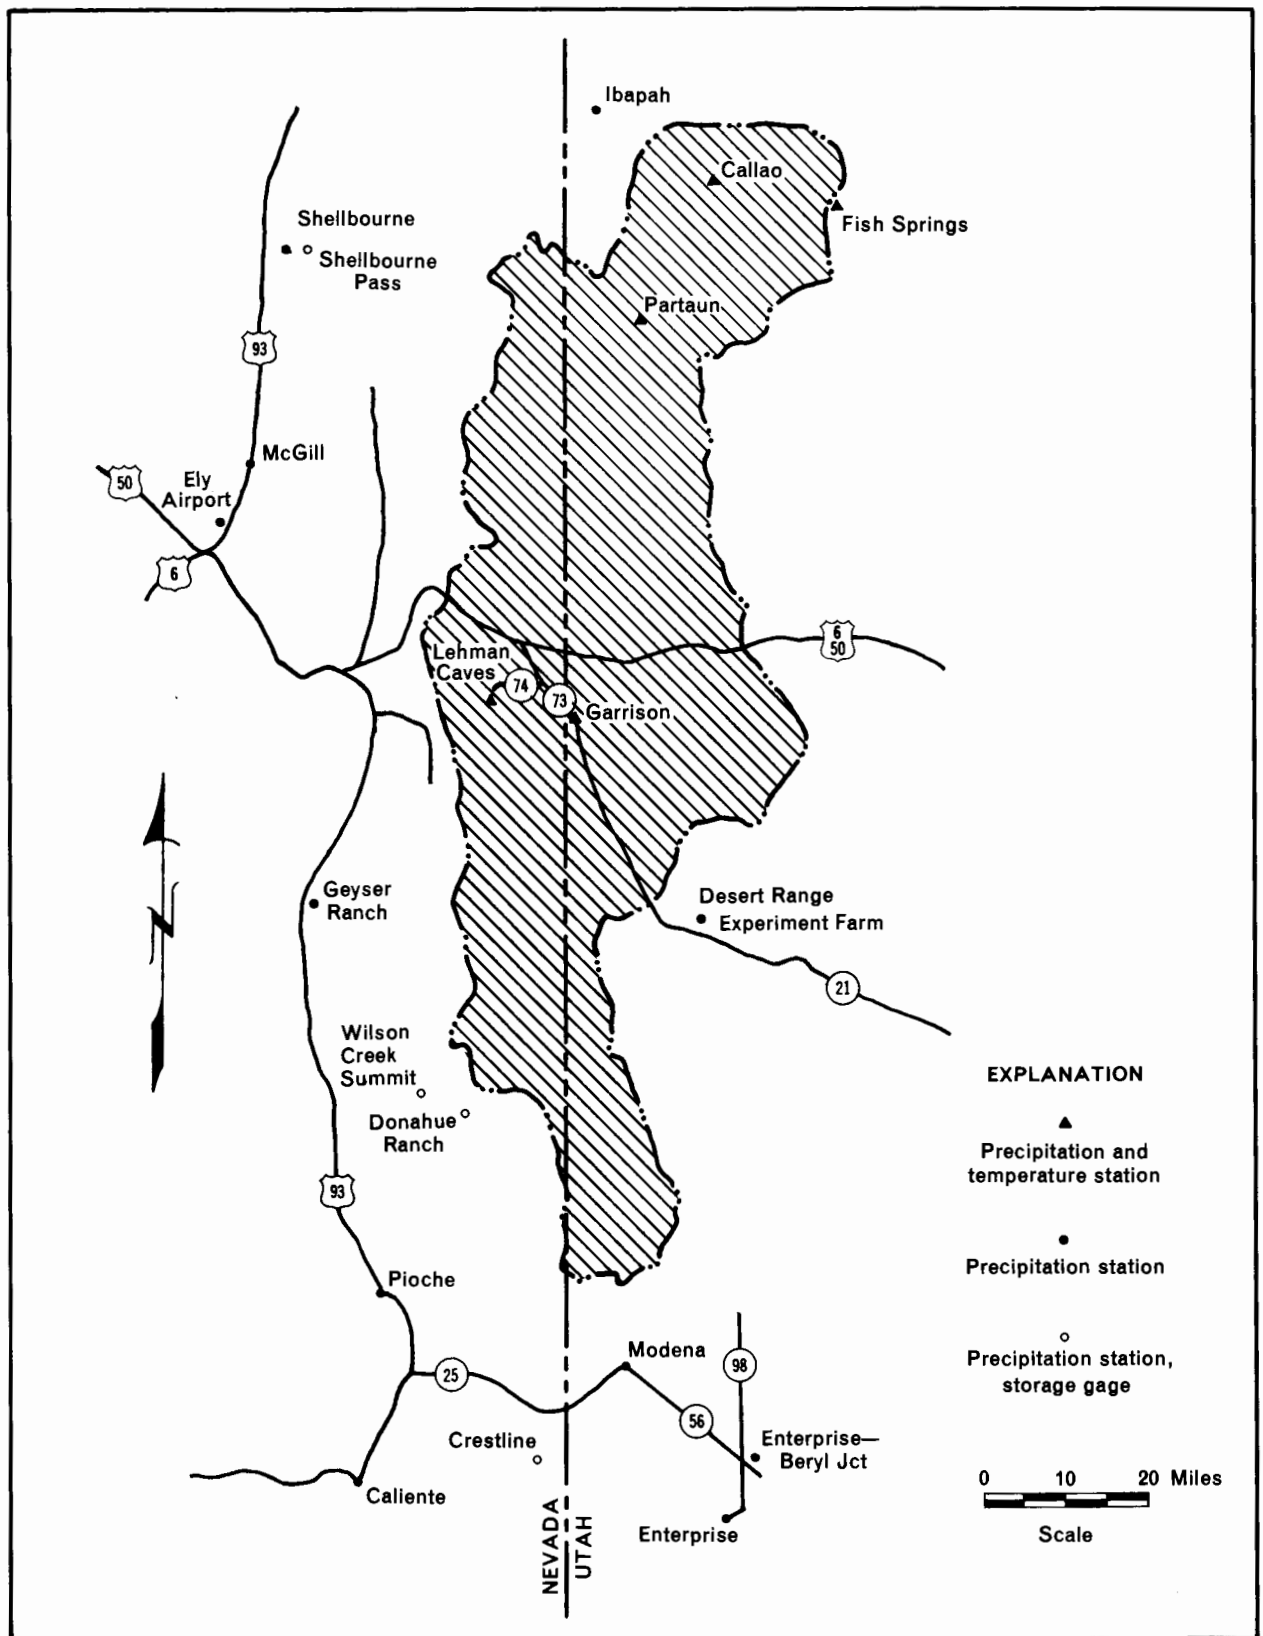 Ibapah
Callao
Fish Springs
Shellbourne
Shellbourne
Pass
Partaun
93
McGill
50
Ely
Airport
6
6
50
Lehman
Caves
74
73
Garrison
N
Geyser
Ranch
Desert Range
Experiment Farm
21
Wilson
Creek
Summit
Donahue
Ranch
EXPLANATION
Precipitation and
temperature station
Precipitation station
Precipitation station,
storage gage
93
Pioche
Modena
98
25
56
Crestline
Enterprise—
Beryl Jct
Caliente
Enterprise
0 10 20 Miles
Scale
NEVADA
UTAH